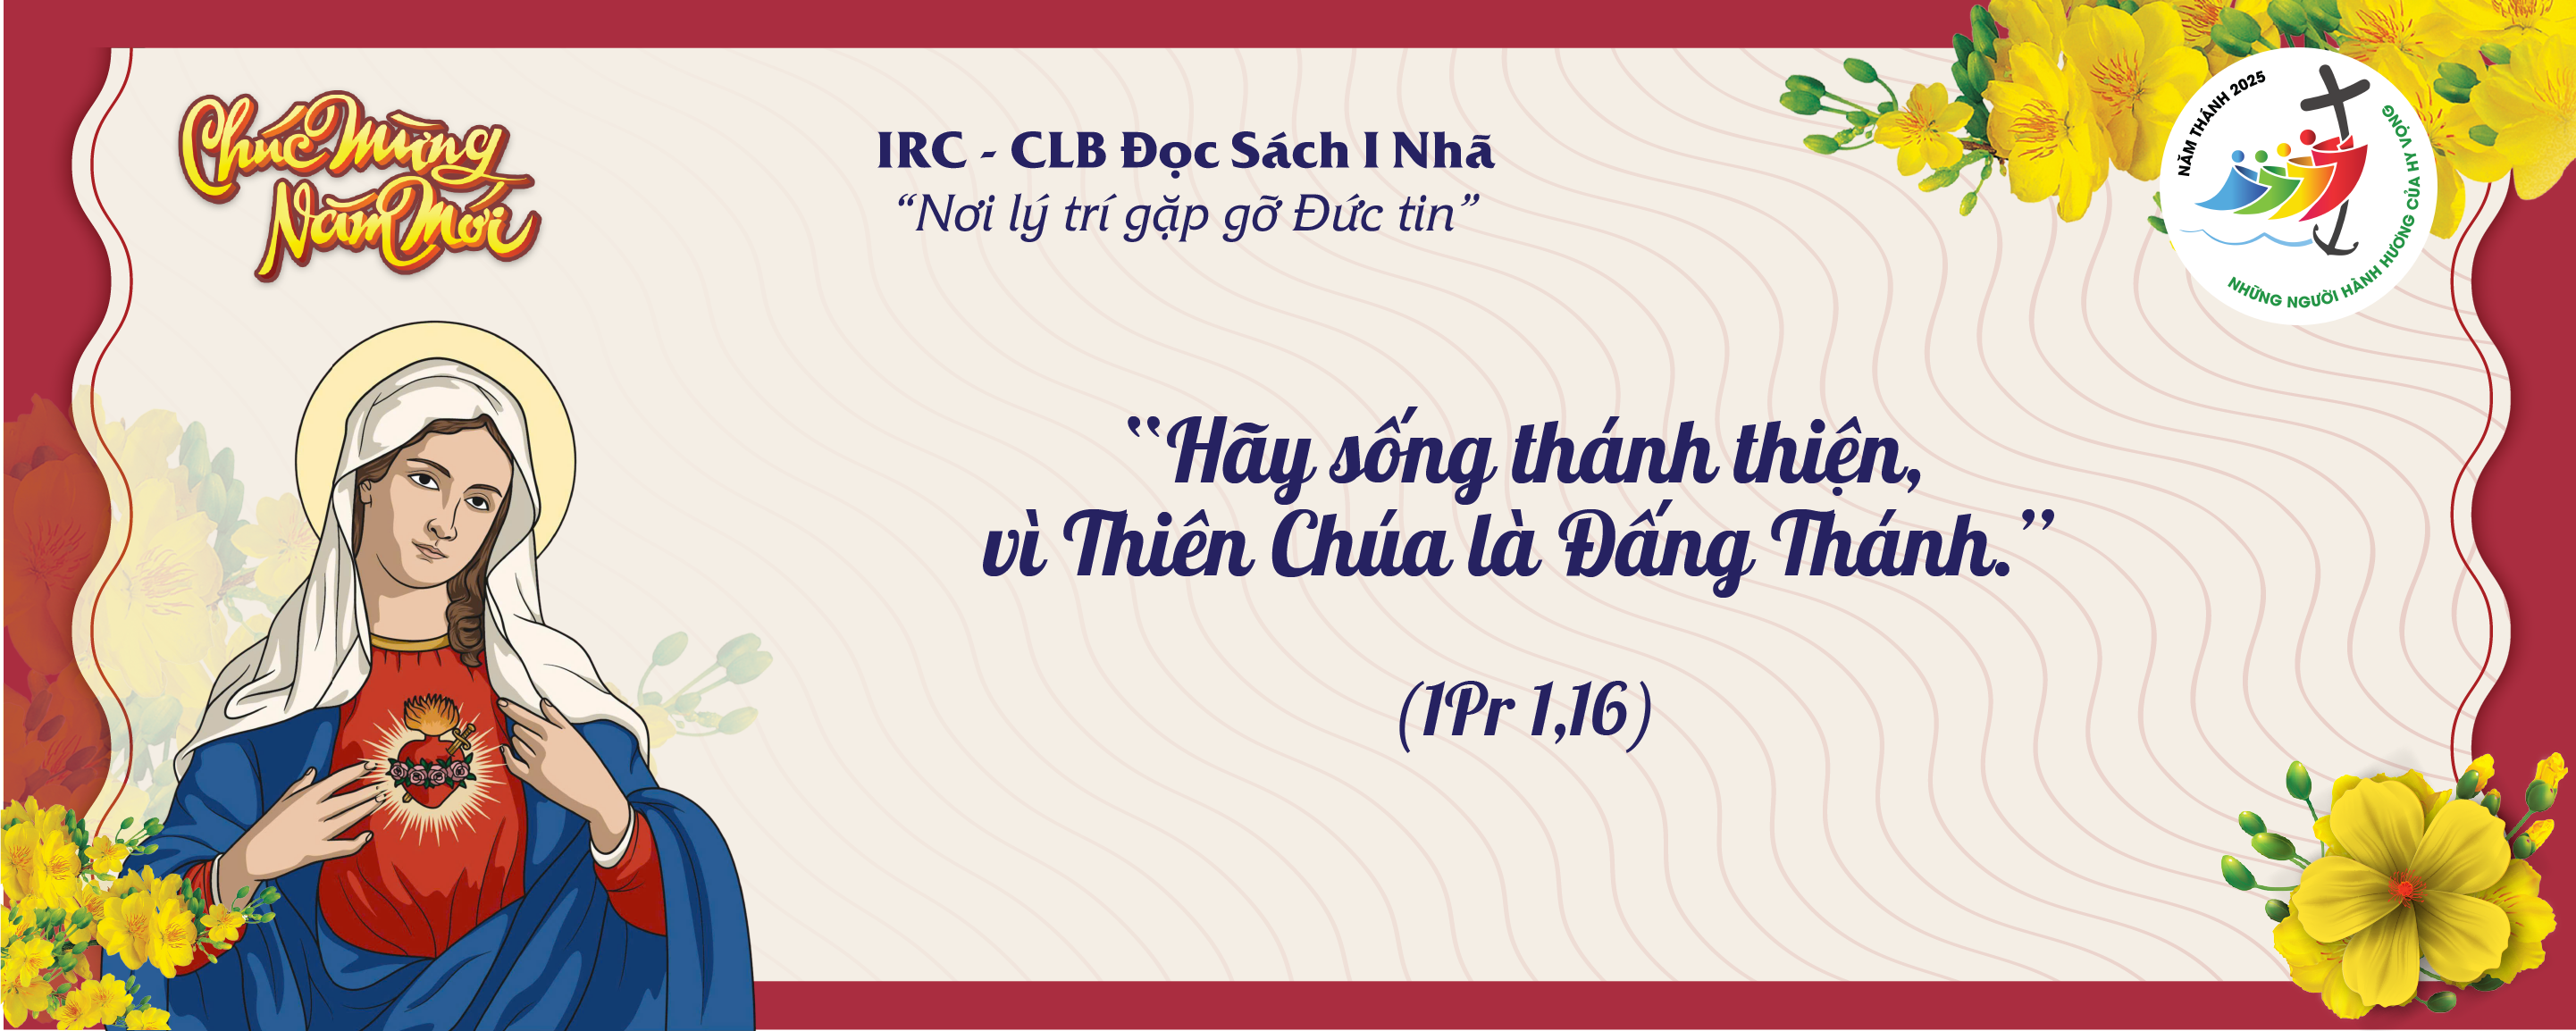 Chúc Mừng
Năm Mới
IRC - CLB Đọc Sách I Nhã
“Nơi lý trí gặp gỡ Đức tin”
NĂM THÁNH 2025
NHỮNG NGƯỜI HÀNH HƯƠNG CỦA HY VỌNG
“Hãy sống thánh thiện,
vì Thiên Chúa là Đấng Thánh.”
(1Pr 1,16)